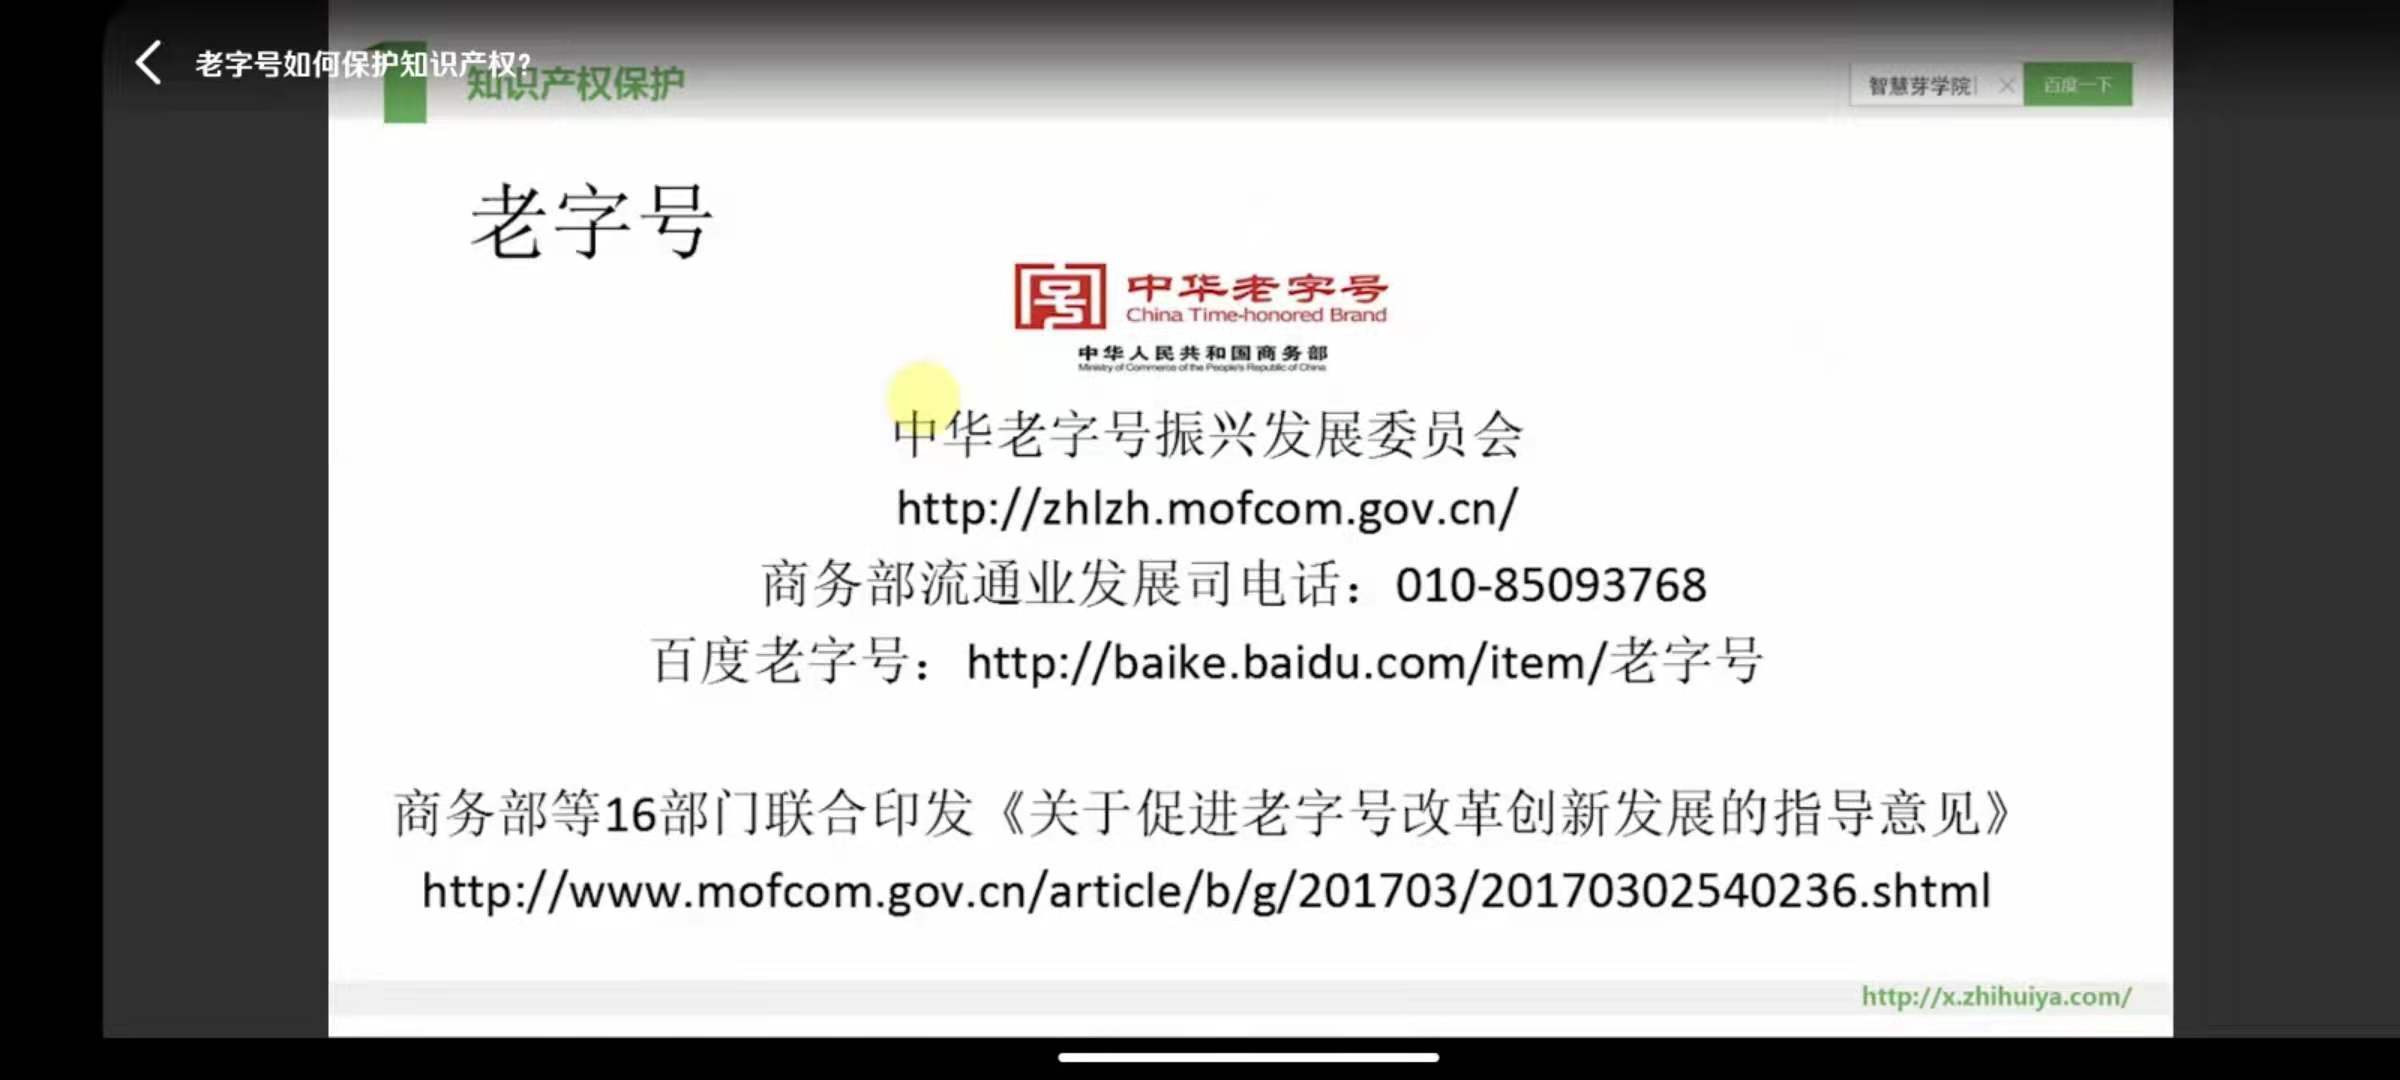 老字号如何保护知识产权?
知识产权保护
智慧芽学院
百度一下
老字号
中华老字号
China Time-honored Brand
中华人民共和国商务部
Ministry of Commerce of the People's Republic of China
中华老字号振兴发展委员会
http://zhlzh.mofcom.gov.cn/
商务部流通业发展司电话：010-85093768
百度老字号：http://baike.baidu.com/item/老字号
商务部等16部门联合印发《关于促进老字号改革创新发展的指导意见》
http://www.mofcom.gov.cn/article/b/g/201703/20170302540236.shtml
http://x.zhihuiya.com/